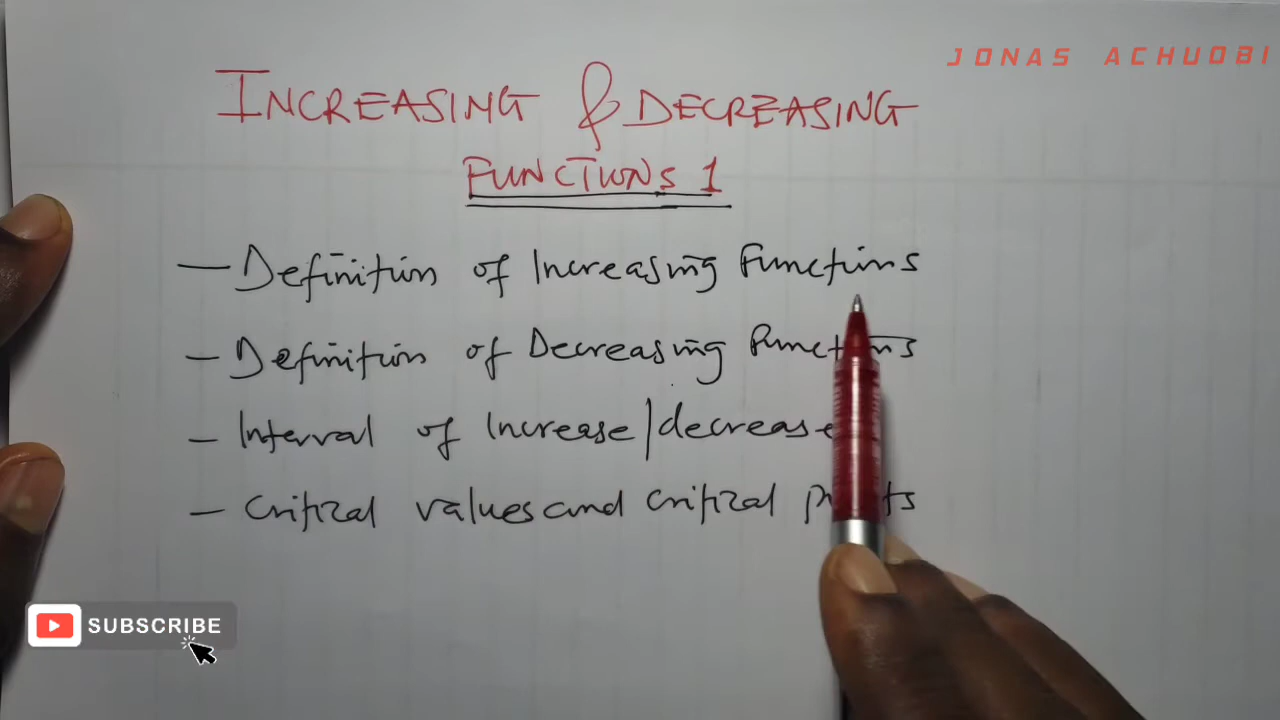 JONAS ACHUOBI
INCREASING & DECREASING
FUNCTIONS 1
— Definition of Increasing Functions
— Definition of Decreasing Functions
— Interval of Increase/decrease
— Critical values and critical points
SUBSCRIBE